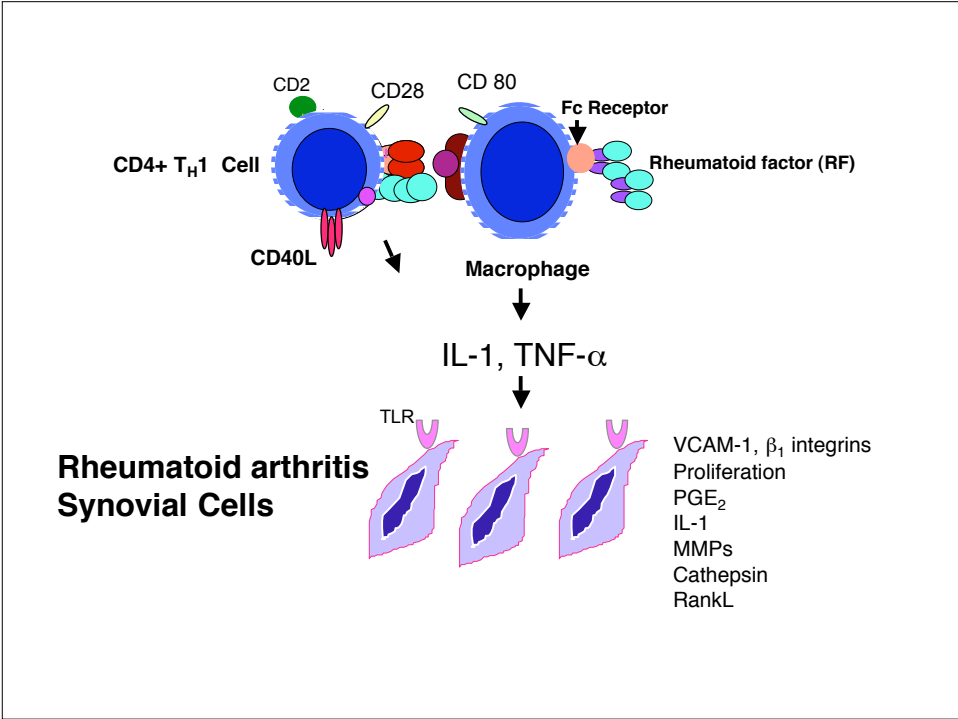 CD2
CD28
CD 80
Fc Receptor
CD4+ TH1 Cell
Rheumatoid factor (RF)
CD40L
Macrophage
IL-1, TNF-α
TLR
Rheumatoid arthritis
Synovial Cells
VCAM-1, β1 integrins
Proliferation
PGE2
IL-1
MMPs
Cathepsin
RankL